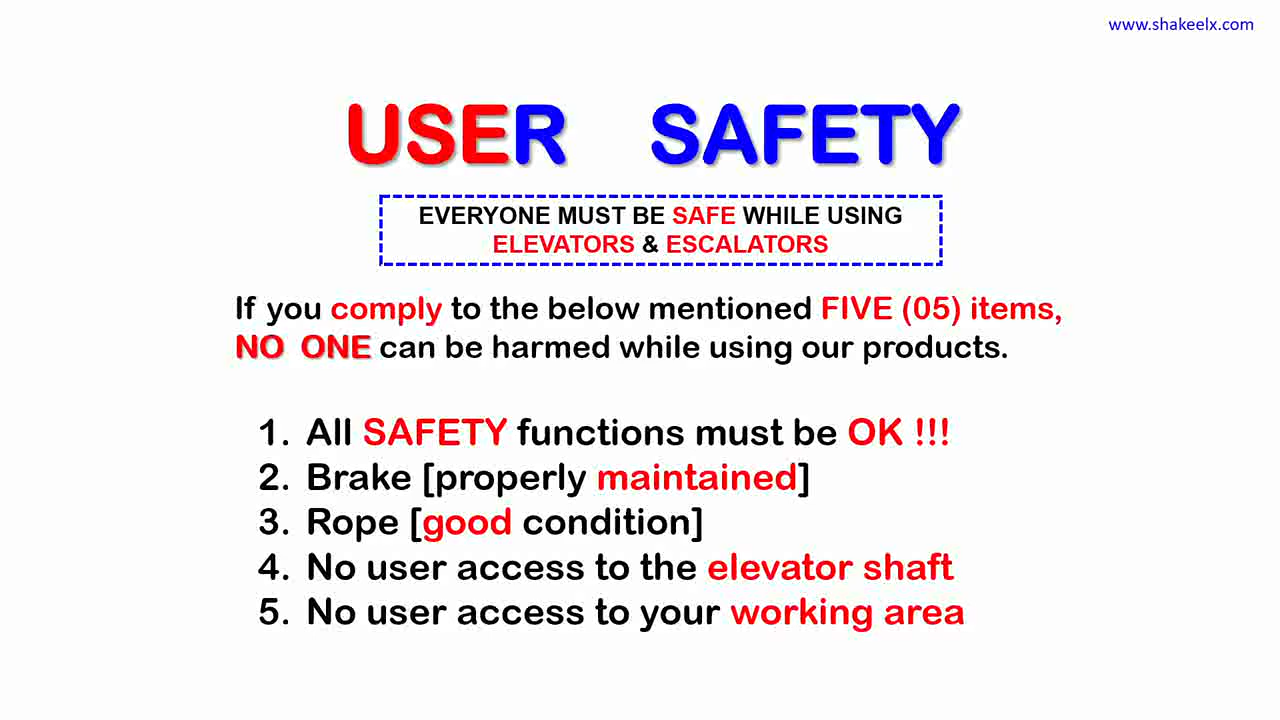 www.shakeelx.com
USER SAFETY
EVERYONE MUST BE SAFE WHILE USING
ELEVATORS & ESCALATORS
If you comply to the below mentioned FIVE (05) items,
NO ONE can be harmed while using our products.
1. All SAFETY functions must be OK !!!
2. Brake [properly maintained]
3. Rope [good condition]
4. No user access to the elevator shaft
5. No user access to your working area